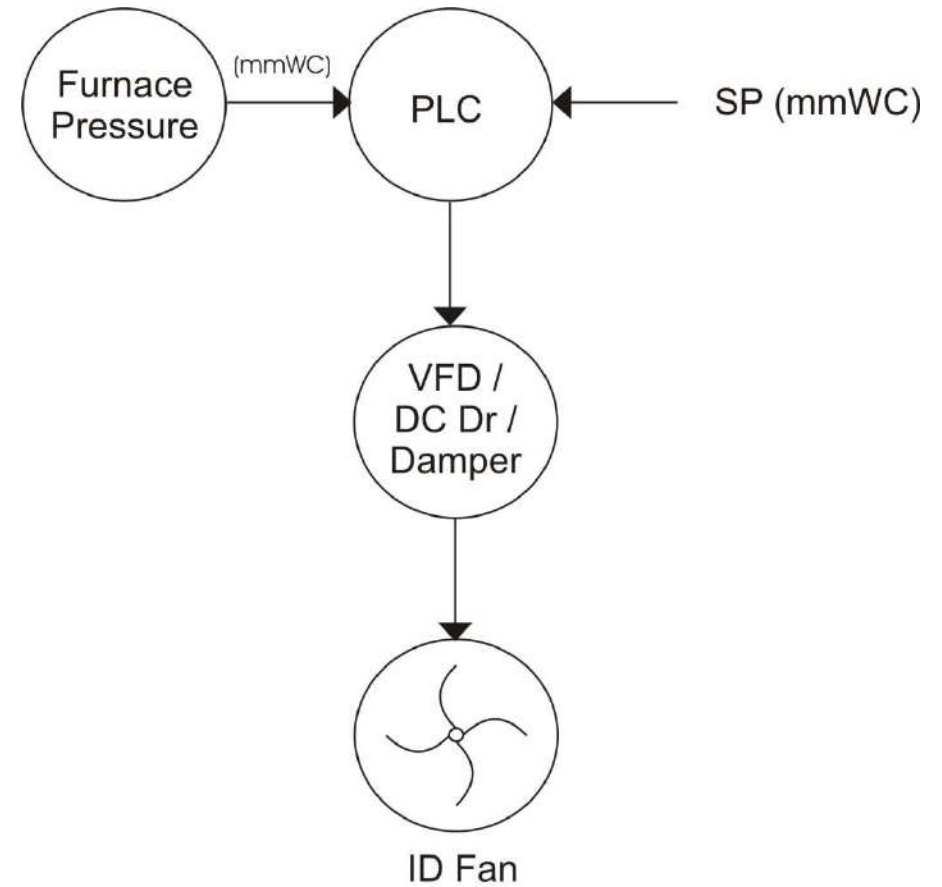 Furnace
Pressure
(mmWC)
PLC
SP (mmWC)
VFD /
DC Dr /
Damper
ID Fan